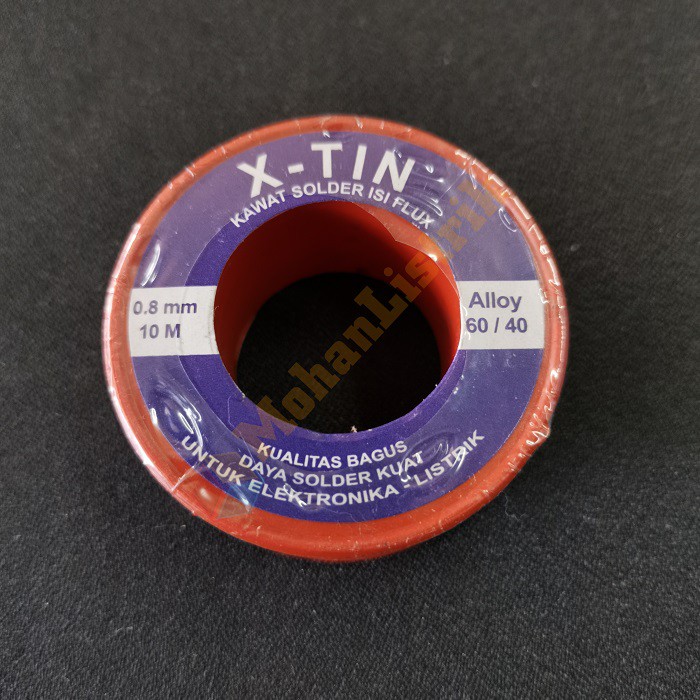 X-TIN
KAWAT SOLDER ISI FLUX
0.8 mm
10 M
Alloy
60 / 40
KUALITAS BAGUS
DAYA SOLDER KUAT
UNTUK ELEKTRONIKA - LISTRIK
MohanListrik